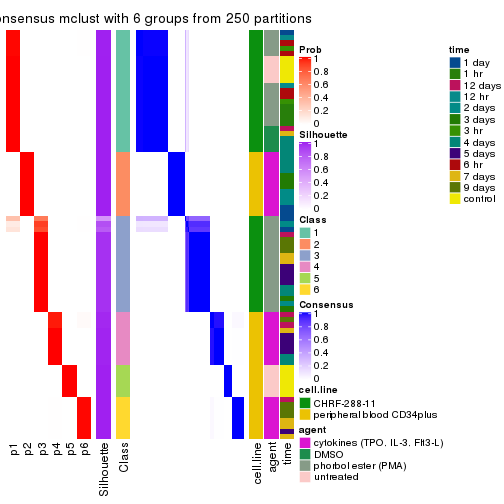 onsensus mclust with 6 groups from 250 partitions
Prob
1
0.8
0.6
0.4
0.2
0
Silhouette
1
0.8
0.6
0.4
0.2
0
Class
1
2
3
4
5
6
Consensus
1
0.8
0.6
0.4
0.2
0
cell.line
CHRF-288-11
peripheral blood CD34plus
agent
cytokines (TPO, IL-3, Flt3-L)
DMSO
phorbol ester (PMA)
untreated
time
1 day
1 hr
12 days
12 hr
2 days
3 days
3 hr
4 days
5 days
6 hr
7 days
9 days
control
p1
p2
p3
p4
p5
p6
Silhouette
Class
cell.line
agent
time